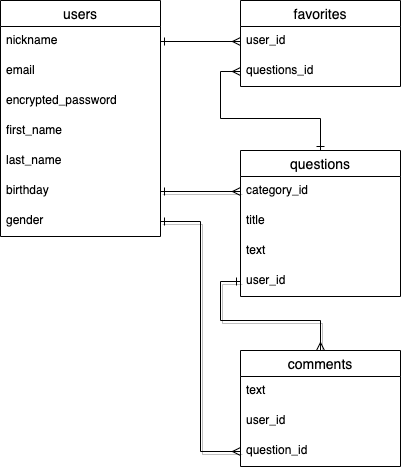 users
nickname
email
encrypted_password
first_name
last_name
birthday
gender
favorites
user_id
questions_id
questions
category_id
title
text
user_id
comments
text
user_id
question_id